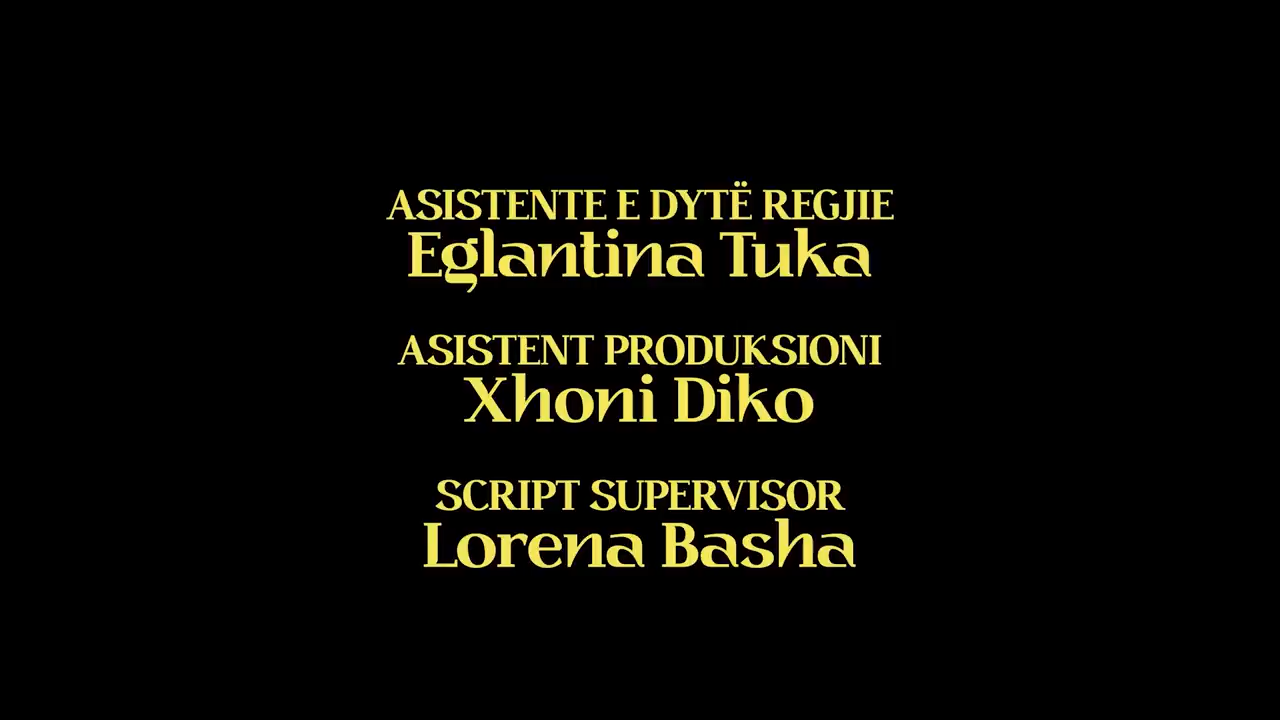 ASISTENTE E DYTË REGJIE
Eglantina Tuka
ASISTENT PRODUKSIONI
Xhoni Diko
SCRIPT SUPERVISOR
Lorena Basha